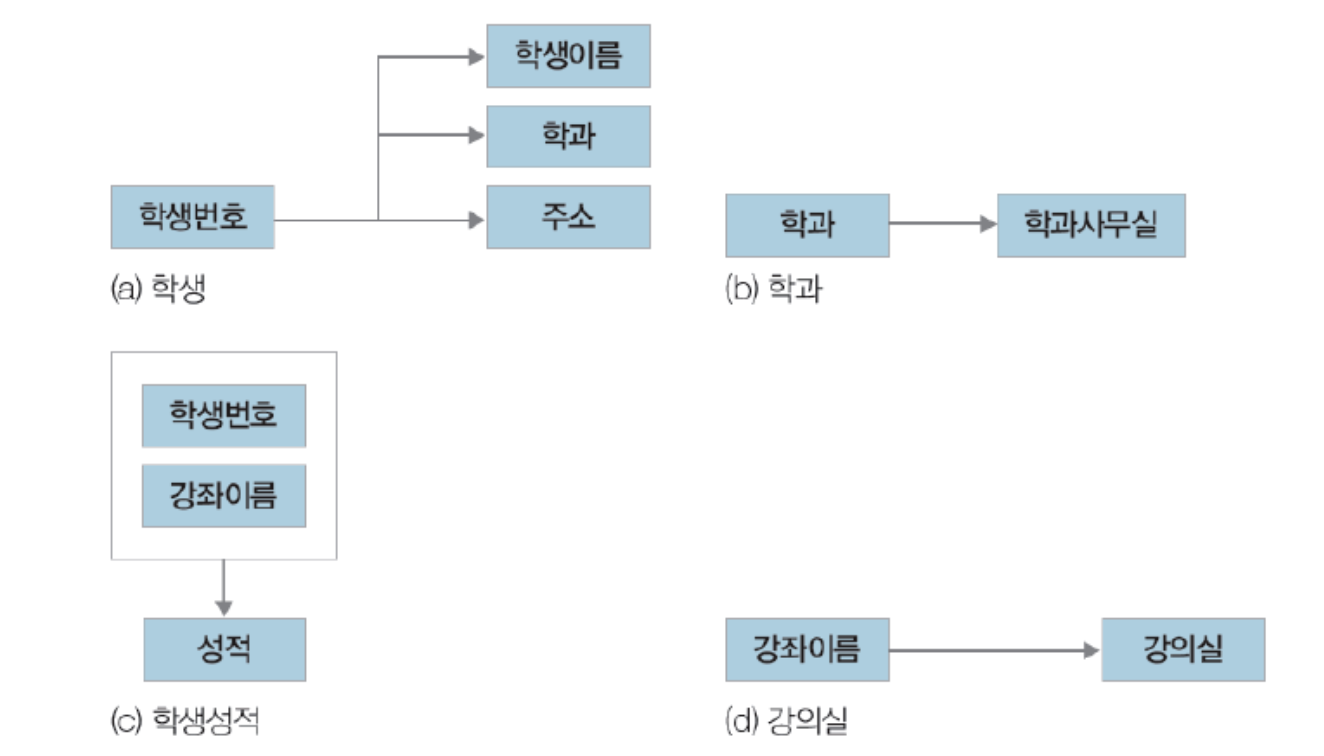 학생이름
학과
학생번호
주소
(a) 학생
학과
학과사무실
(b) 학과
학생번호
강좌이름
성적
(c) 학생성적
강좌이름
강의실
(d) 강의실